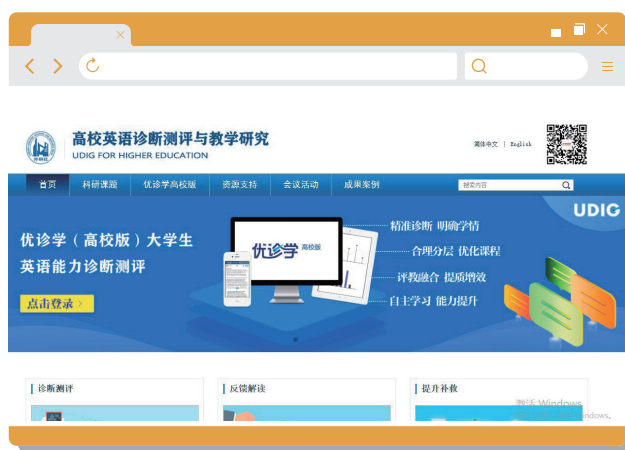 高校英语诊断测评与教学研究
UDIG FOR HIGHER EDUCATION
简体中文 | English
首页 科研课题 优诊学高校版 资源支持 会议活动 成果案例 搜索内容
UDIG
优诊学（高校版）大学生
英语能力诊断测评
点击登录 >
优诊学 高校版
精准诊断 明确学情
合理分层 优化课程
评教融合 提质增效
自主学习 能力提升
诊断测评
反馈解读
提升补救
激活 Windows